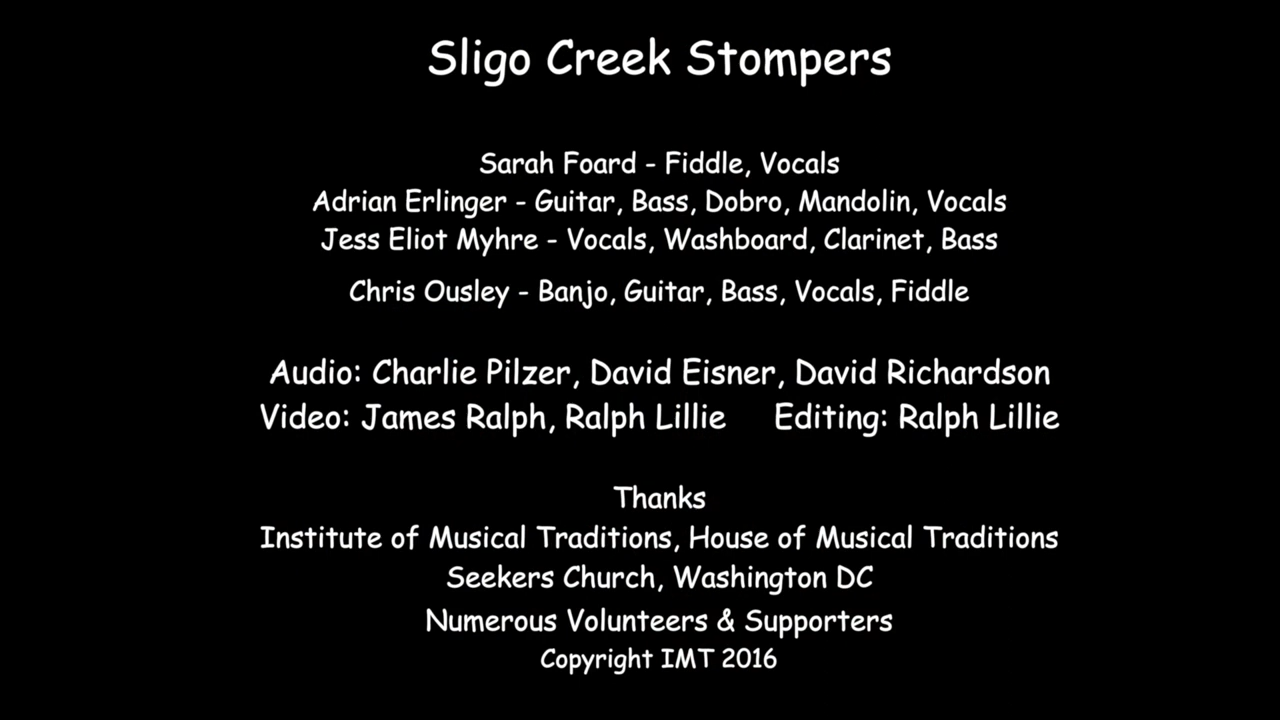 Sligo Creek Stompers
Sarah Foard - Fiddle, Vocals
Adrian Erlinger - Guitar, Bass, Dobro, Mandolin, Vocals
Jess Eliot Myhre - Vocals, Washboard, Clarinet, Bass
Chris Ousley - Banjo, Guitar, Bass, Vocals, Fiddle
Audio: Charlie Pilzer, David Eisner, David Richardson
Video: James Ralph, Ralph Lillie Editing: Ralph Lillie
Thanks
Institute of Musical Traditions, House of Musical Traditions
Seekers Church, Washington DC
Numerous Volunteers & Supporters
Copyright IMT 2016